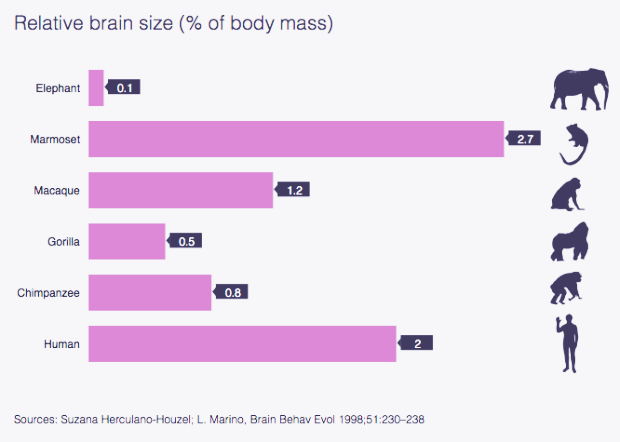 Relative brain size (% of body mass)
Elephant 0.1
Marmoset 2.7
Macaque 1.2
Gorilla 0.5
Chimpanzee 0.8
Human 2
Sources: Suzana Herculano-Houzel; L. Marino, Brain Behav Evol 1998;51:230–238